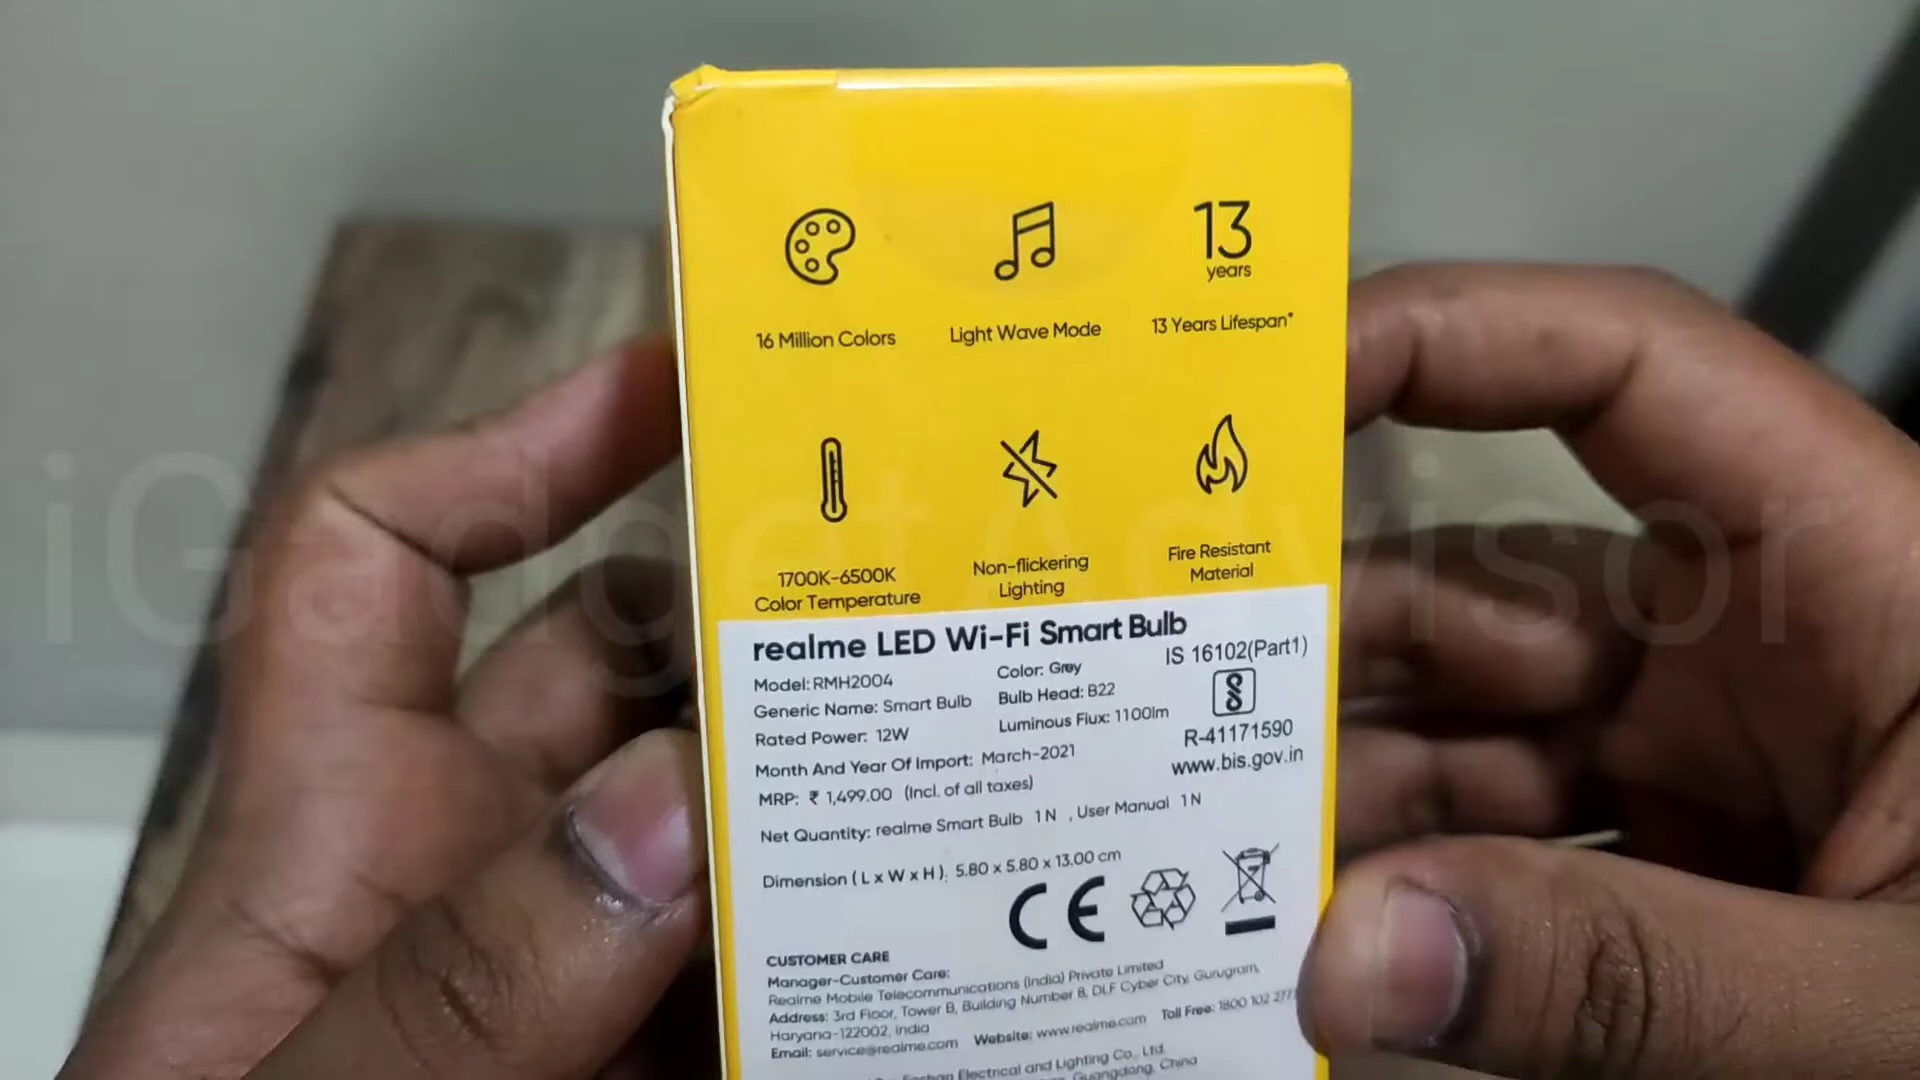 13
years
16 Million Colors
Light Wave Mode
13 Years Lifespan*
1700K-6500K
Color Temperature
Non-flickering
Lighting
Fire Resistant
Material
iGadget Advisor
realme LED Wi-Fi Smart Bulb
Model: RMH2004
Color: Grey
Generic Name: Smart Bulb
Bulb Head: B22
Rated Power: 12W
Luminous Flux: 1100lm
IS 16102(Part1)
R-41171590
www.bis.gov.in
Month And Year Of Import: March-2021
MRP: ₹ 1,499.00 (Incl. of all taxes)
Net Quantity: realme Smart Bulb 1 N , User Manual 1 N
Dimension ( L x W x H ): 5.80 x 5.80 x 13.00 cm
CE
CUSTOMER CARE
Manager-Customer Care:
Realme Mobile Telecommunications (India) Private Limited
Address: 3rd Floor, Tower B, Building Number 8, DLF Cyber City, Gurugram,
Haryana-122002, India
Email: service@realme.com Website: www.realme.com Toll Free: 1800 102 277
Electrical and Lighting Co., Ltd.
Guangdong, China